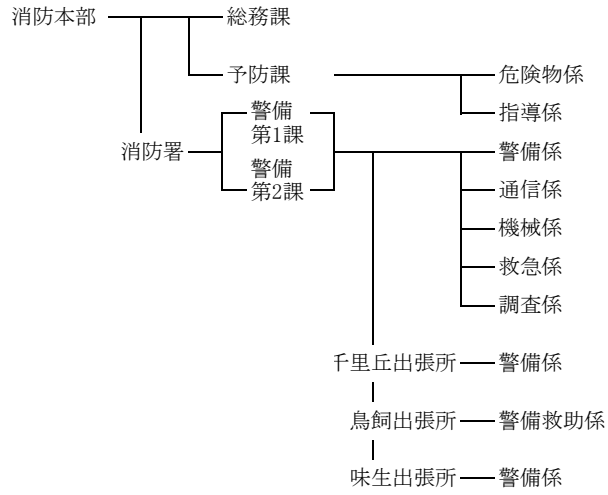 消防本部
総務課
予防課
危険物係
指導係
消防署
警備
第1課
警備
第2課
警備係
通信係
機械係
救急係
調査係
千里丘出張所
警備係
鳥飼出張所
警備救助係
味生出張所
警備係